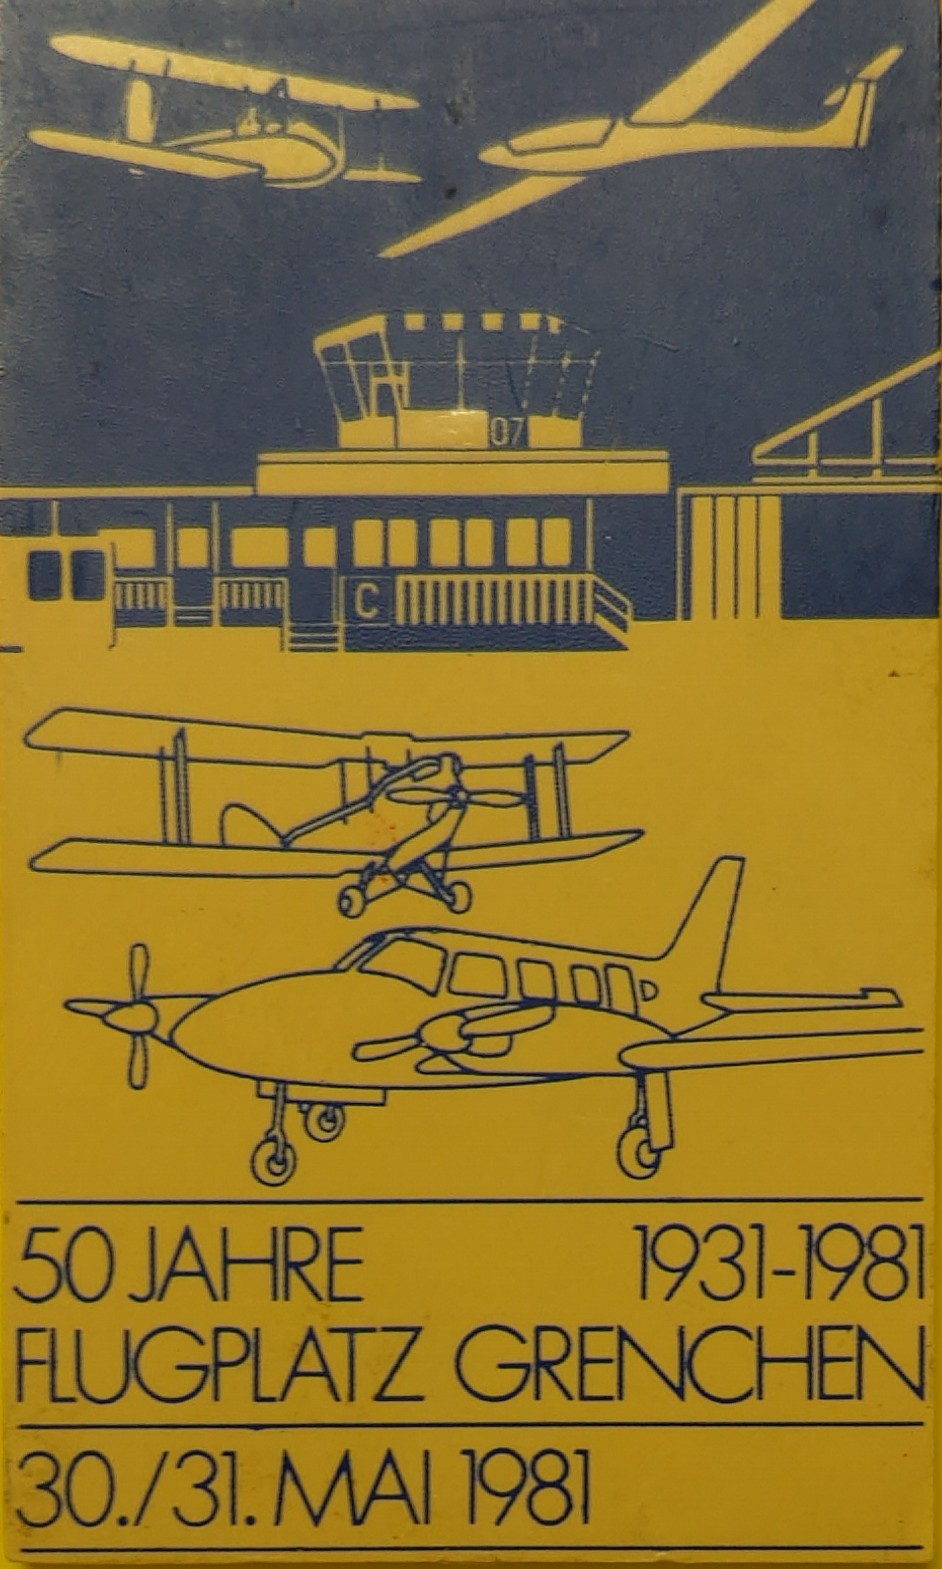 07
C
50 JAHRE 1931-1981
FLUGPLATZ GRENCHEN
30./31. MAI 1981